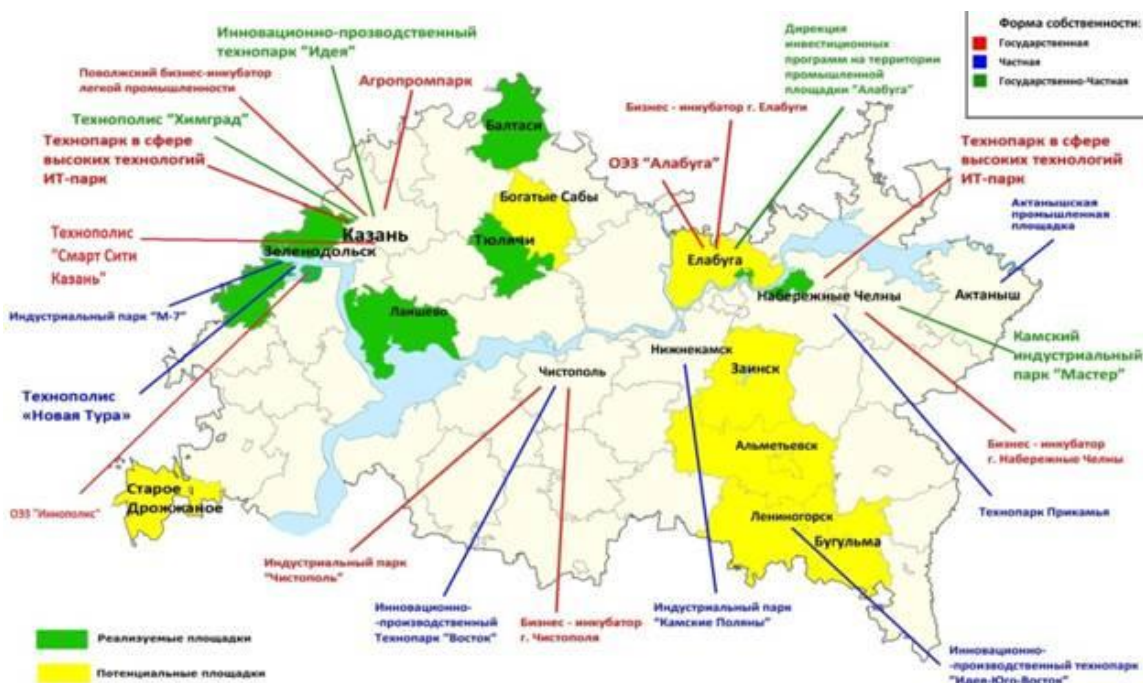 Инновационно-прозводственный
технопарк "Идея"
Поволжский бизнес-инкубатор
легкой промышленности
Агропромпарк
Технополис "Химград"
Технопарк в сфере
высоких технологий
ИТ-парк
Технополис
"Смарт Сити
Казань"
Индустриальный парк "М-7"
Технополис
«Новая Тура»
ОЭЗ "Иннополис"
Дирекция
инвестиционных
программ на территории
промышленной
площадки "Алабуга"
Бизнес - инкубатор г. Елабуги
ОЭЗ "Алабуга"
Форма собственности:
Государственная
Частная
Государственно-Частная
Технопарк в сфере
высоких технологий
ИТ-парк
Актанышская
промышленная
площадка
Балтаси
Богатые Сабы
Казань
Тюлячи
Зеленодольск
Елабуга
Набережные Челны
Актаныш
Лаишево
Нижнекамск
Чистополь
Заинск
Альметьевск
Лениногорск
Бугульма
Старое
Дрожжаное
Камский
индустриальный
парк "Мастер"
Бизнес - инкубатор
г. Набережные Челны
Технопарк Прикамья
Индустриальный парк
"Чистополь"
Инновационно-
-производственный
Технопарк "Восток"
Бизнес - инкубатор
г. Чистополя
Индустриальный парк
"Камские Поляны"
Инновационно-
-производственный технопарк
"Идея-Юго-Восток"
Реализуемые площадки
Потенциальные площадки